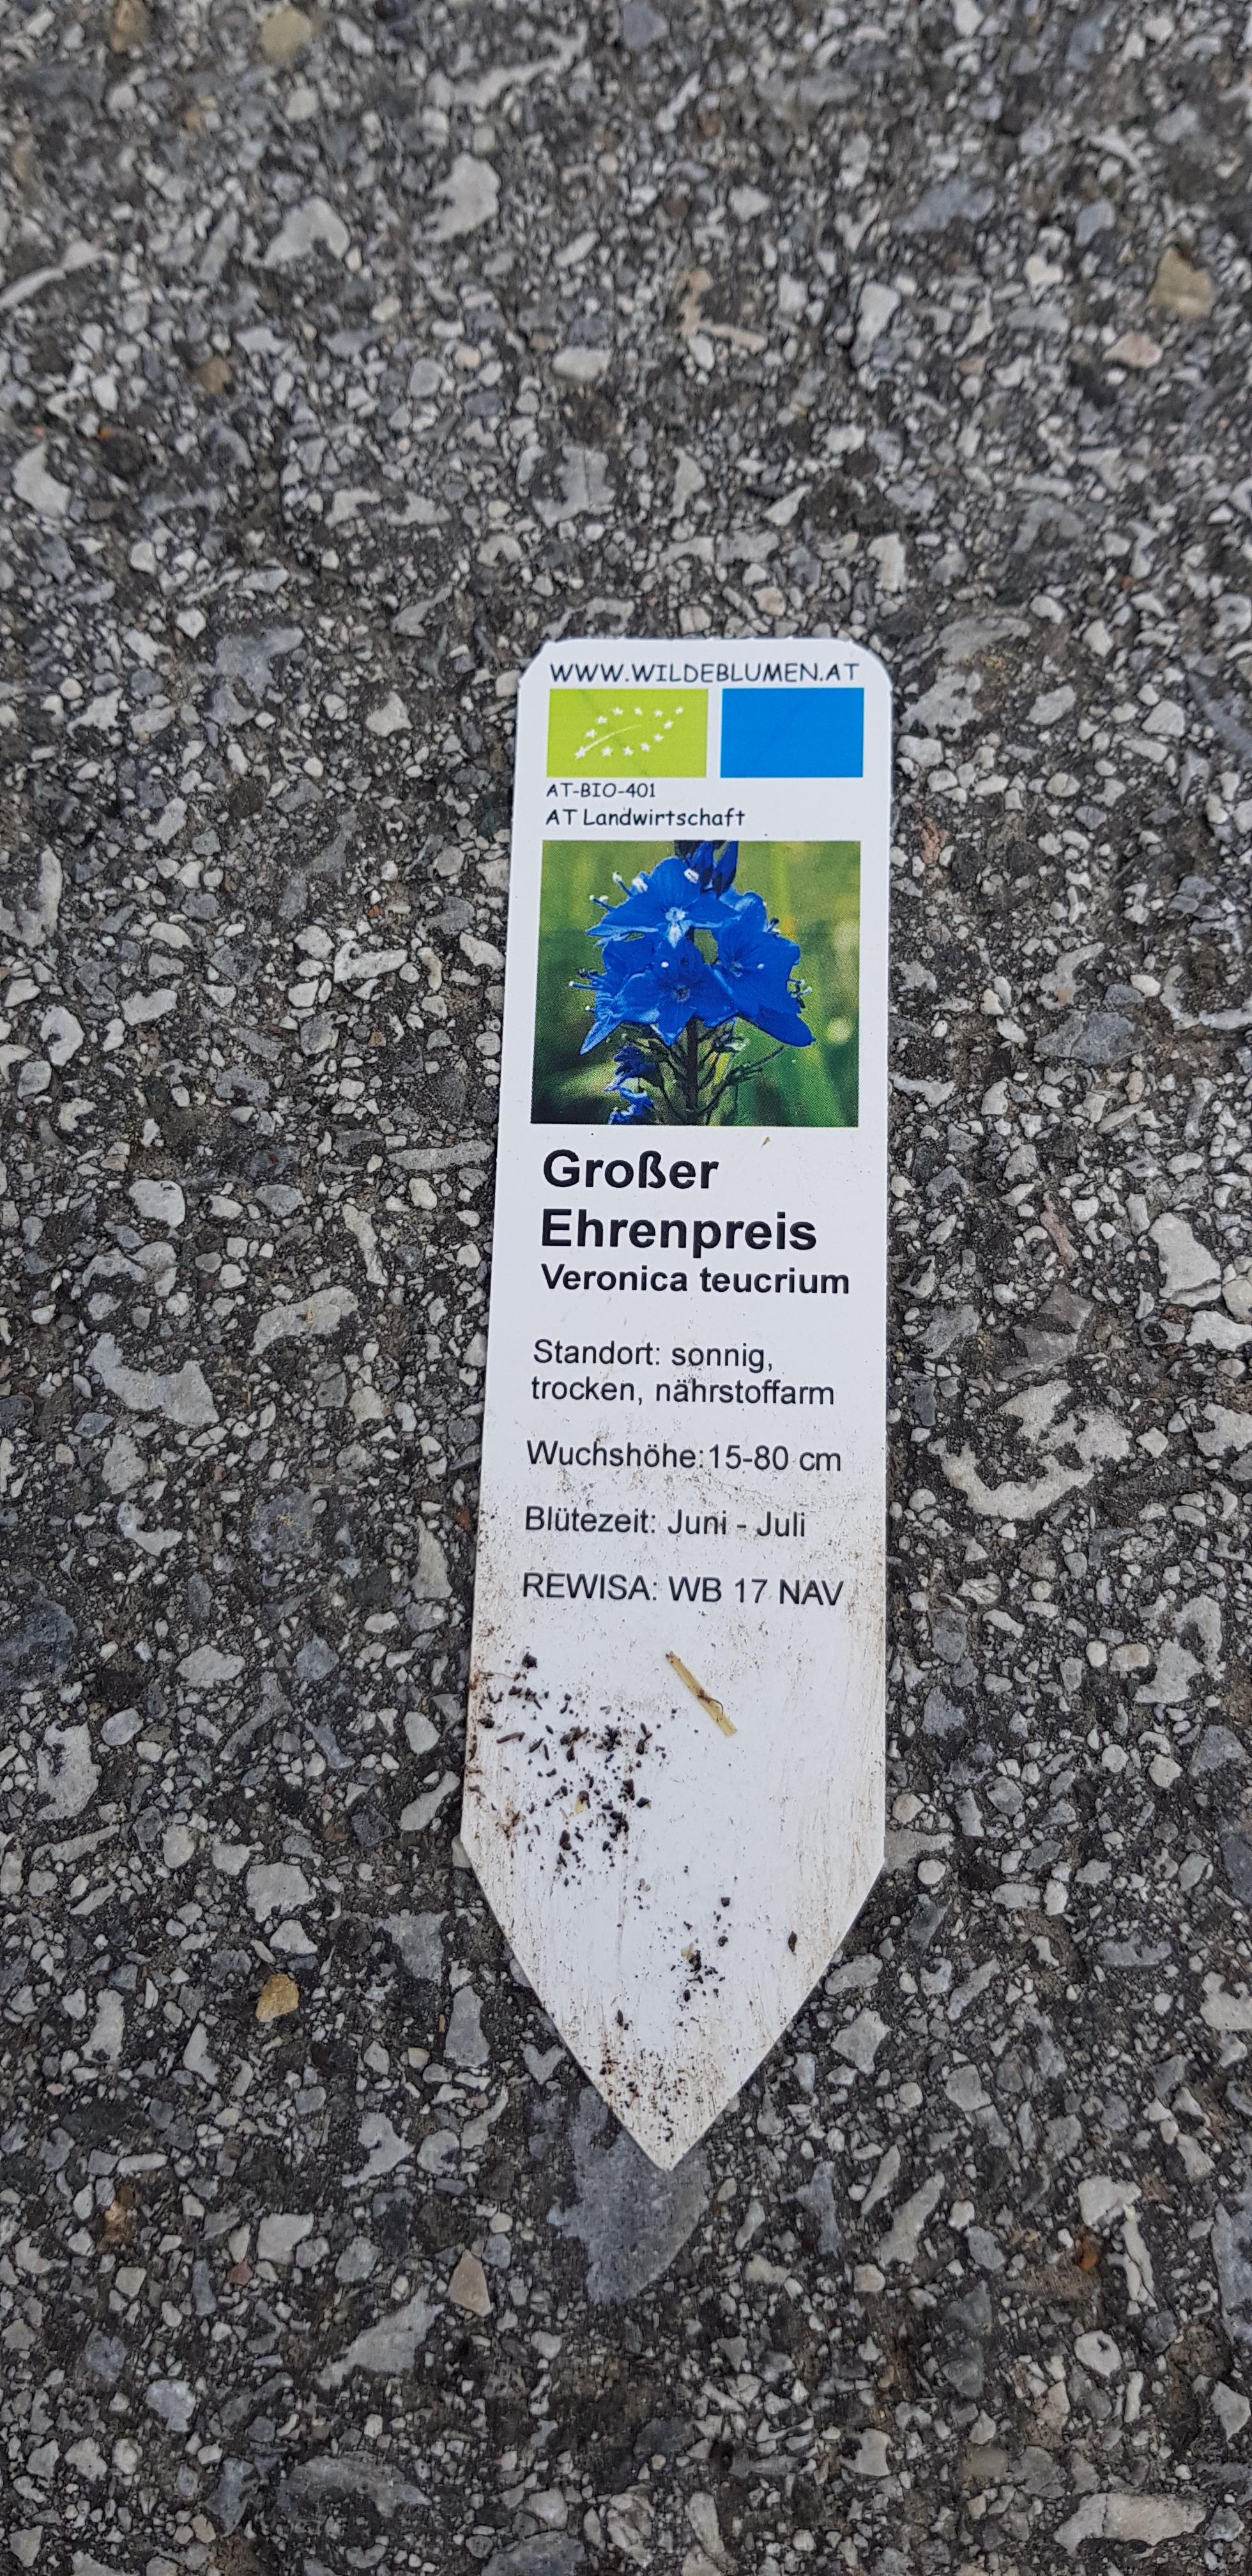 WWW.WILDEBLUMEN.AT
AT-BIO-401
AT Landwirtschaft
Großer
Ehrenpreis
Veronica teucrium
Standort: sonnig,
trocken, nährstoffarm
Wuchshöhe:15-80 cm
Blütezeit: Juni - Juli
REWISA: WB 17 NAV